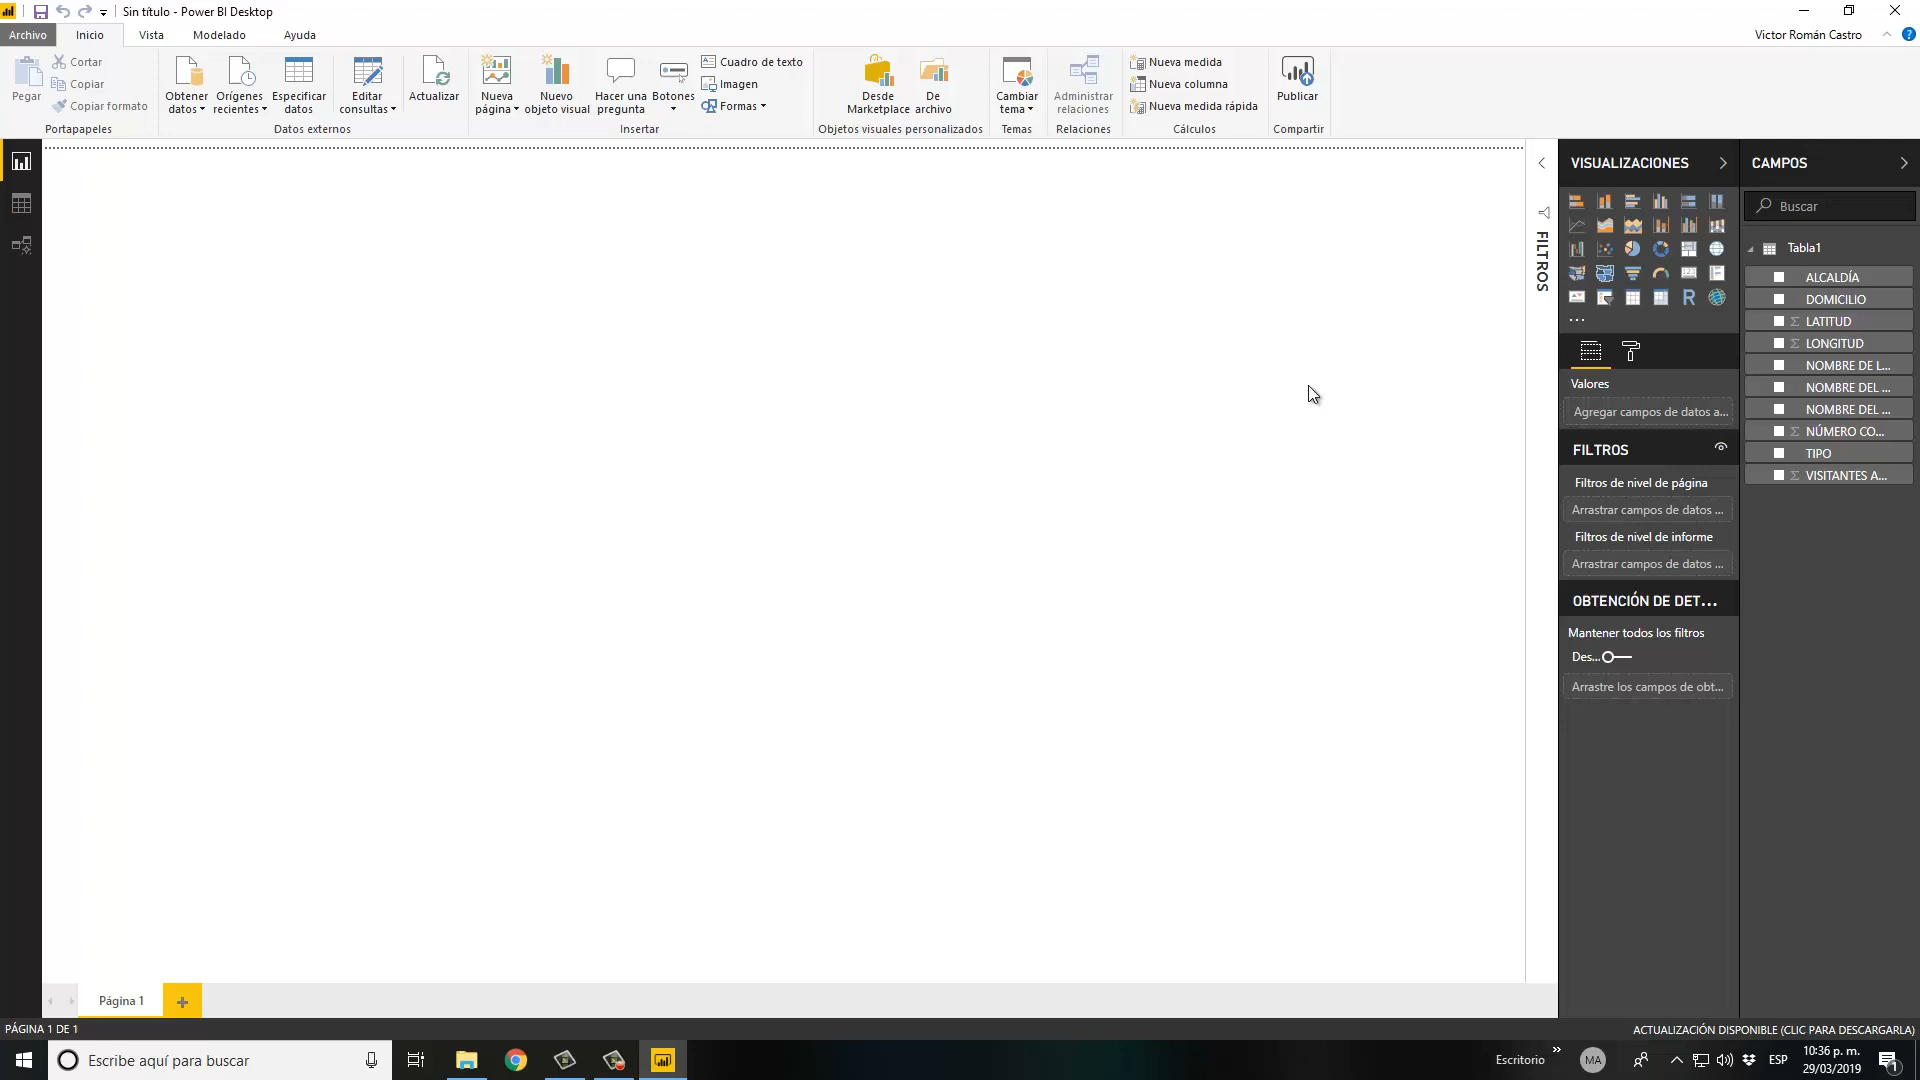 Sin título - Power BI Desktop
Archivo
Inicio
Vista
Modelado
Ayuda
Victor Román Castro
Pegar
Cortar
Copiar
Copiar formato
Portapapeles
Obtener
datos
Orígenes
recientes
Especificar
datos
Editar
consultas
Datos externos
Actualizar
Nueva
página
Nuevo
objeto visual
Hacer una
pregunta
Botones
Cuadro de texto
Imagen
Formas
Insertar
Desde
Marketplace
De
archivo
Objetos visuales personalizados
Cambiar
tema
Temas
Administrar
relaciones
Relaciones
Nueva medida
Nueva columna
Nueva medida rápida
Cálculos
Publicar
Compartir
FILTROS
VISUALIZACIONES
R
...
Valores
Agregar campos de datos a...
FILTROS
Filtros de nivel de página
Arrastrar campos de datos ...
Filtros de nivel de informe
Arrastrar campos de datos ...
OBTENCIÓN DE DET...
Mantener todos los filtros
Des...
Arrastre los campos de obt...
CAMPOS
Buscar
Tabla1
ALCALDÍA
DOMICILIO
Σ LATITUD
Σ LONGITUD
NOMBRE DE L...
NOMBRE DEL ...
NOMBRE DEL ...
Σ NÚMERO CO...
TIPO
Σ VISITANTES A...
Página 1
+
PÁGINA 1 DE 1
ACTUALIZACIÓN DISPONIBLE (CLIC PARA DESCARGARLA)
Escribe aquí para buscar
Escritorio
MA
ESP
10:36 p. m.
29/03/2019
1